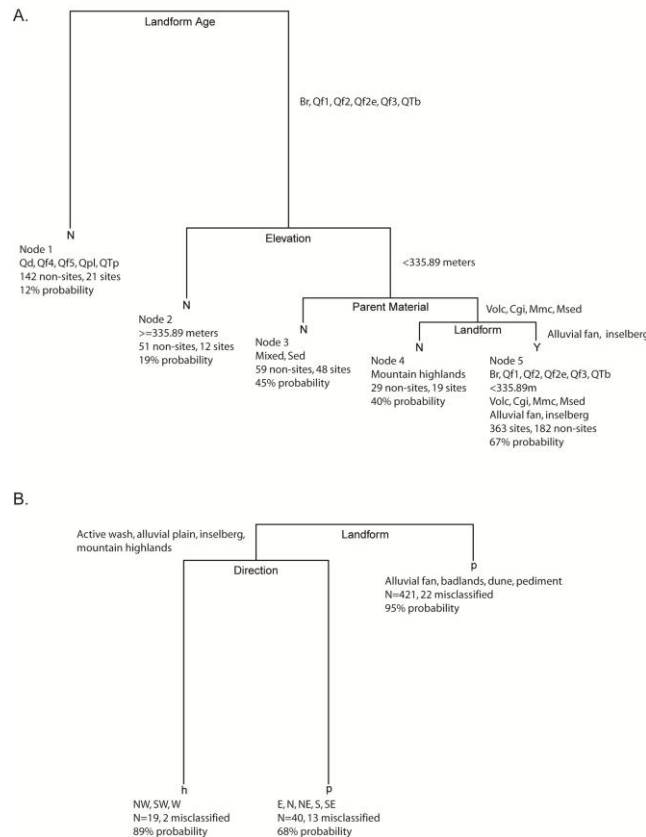 A.
Landform Age
Br, Qf1, Qf2, Qf2e, Qf3, QTb
N
Node 1
Qd, Qf4, Qf5, Qpl, QTp
142 non-sites, 21 sites
12% probability
Elevation
<335.89 meters
N
Node 2
>=335.89 meters
51 non-sites, 12 sites
19% probability
Parent Material
Volc, Cgi, Mmc, Msed
N
Node 3
Mixed, Sed
59 non-sites, 48 sites
45% probability
Landform
Alluvial fan, inselberg
N
Node 4
Mountain highlands
29 non-sites, 19 sites
40% probability
Y
Node 5
Br, Qf1, Qf2, Qf2e, Qf3, QTb
<335.89m
Volc, Cgi, Mmc, Msed
Alluvial fan, inselberg
363 sites, 182 non-sites
67% probability
B.
Landform
Active wash, alluvial plain, inselberg,
mountain highlands
p
Alluvial fan, badlands, dune, pediment
N=421, 22 misclassified
95% probability
Direction
h
NW, SW, W
N=19, 2 misclassified
89% probability
p
E, N, NE, S, SE
N=40, 13 misclassified
68% probability